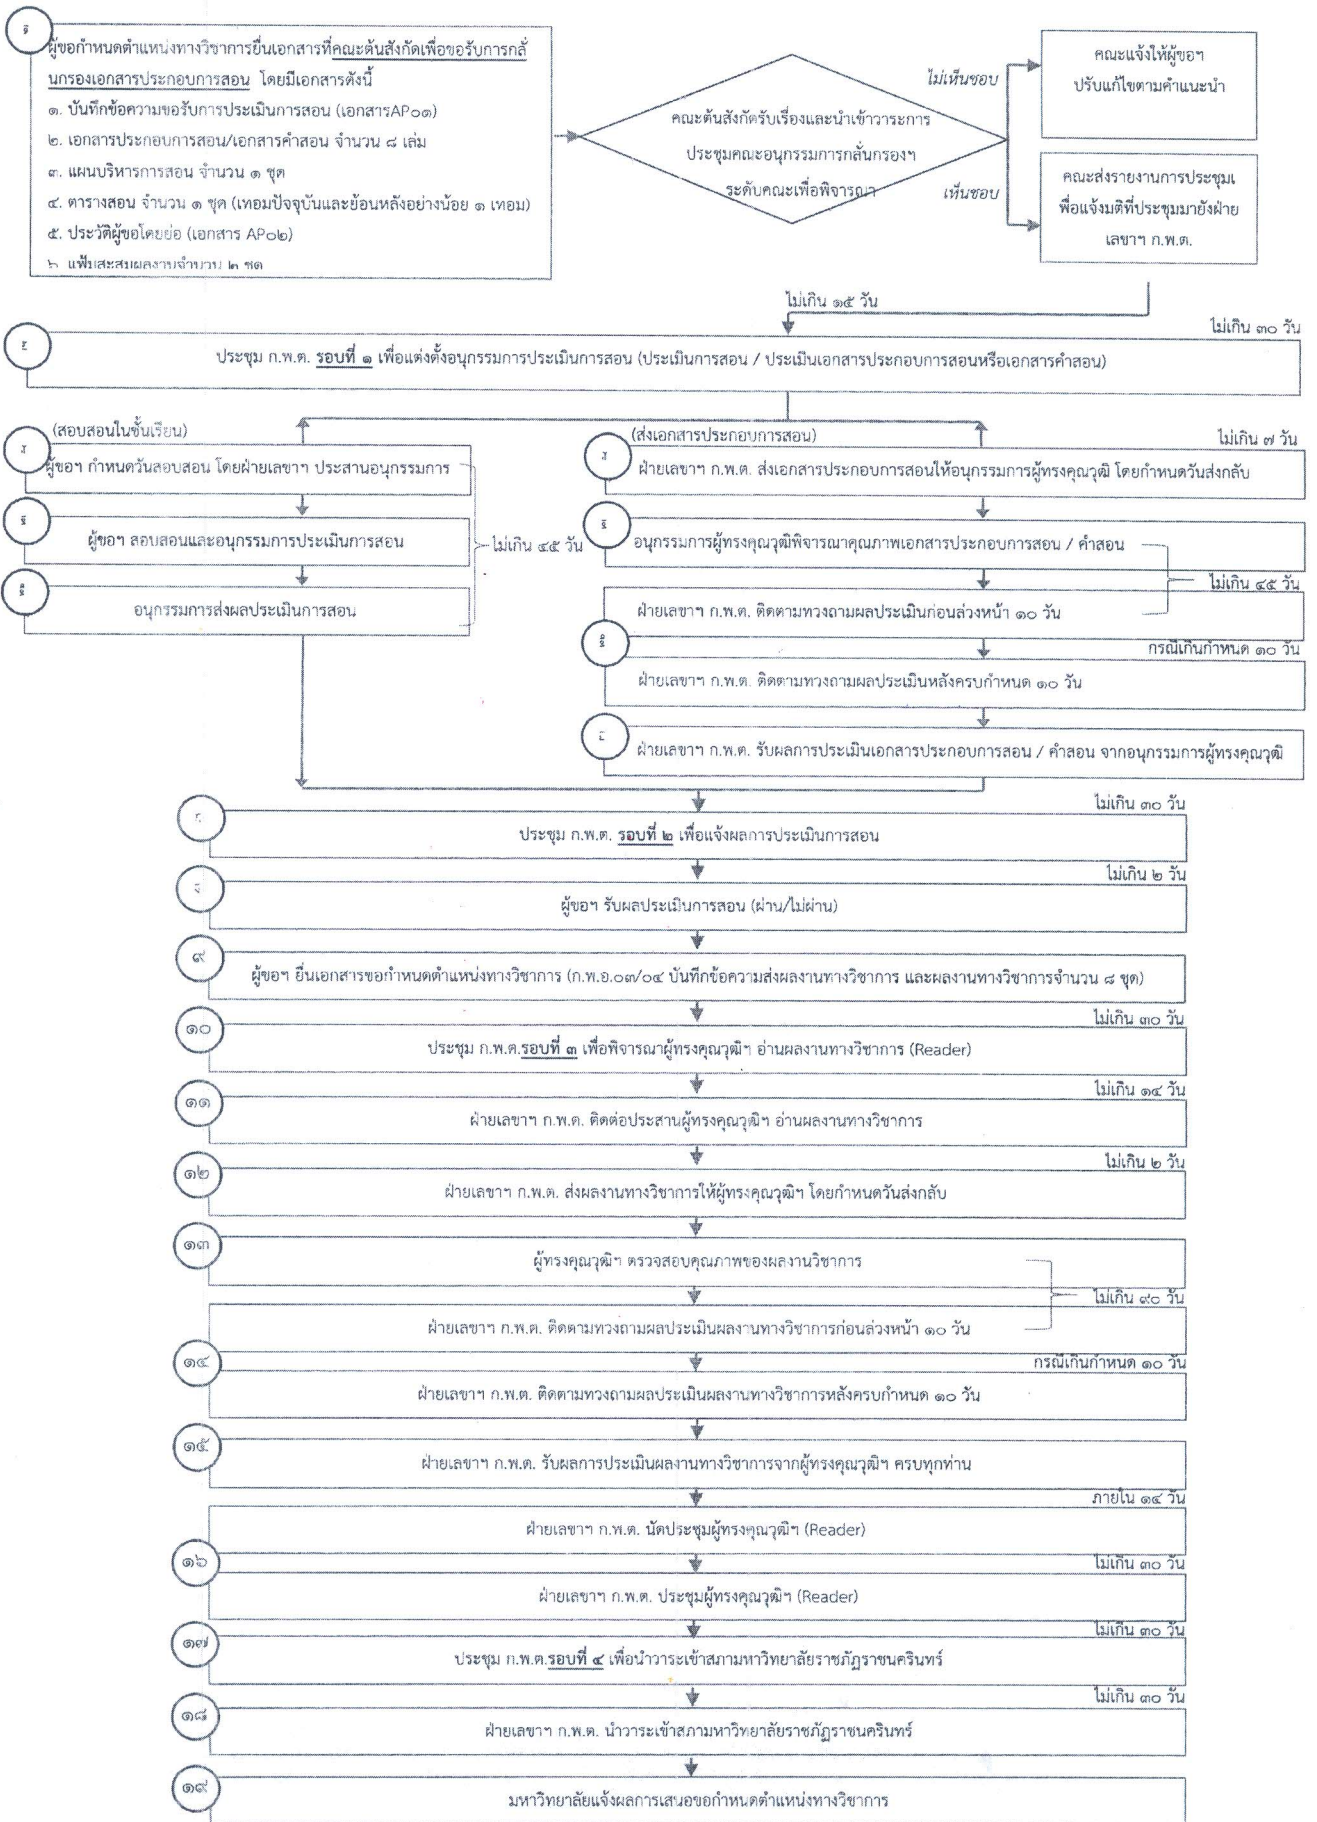 ๑
ผู้ขอกำหนดตำแหน่งทางวิชาการยื่นเอกสารที่คณะต้นสังกัดเพื่อขอรับการกลั่
นกรองเอกสารประกอบการสอน โดยมีเอกสารดังนี้
๑. บันทึกข้อความขอรับการประเมินการสอน (เอกสารAP๐๑)
๒. เอกสารประกอบการสอน/เอกสารคำสอน จำนวน ๘ เล่ม
๓. แผนบริหารการสอน จำนวน ๑ ชุด
๔. ตารางสอน จำนวน ๑ ชุด (เทอมปัจจุบันและย้อนหลังอย่างน้อย ๑ เทอม)
๕. ประวัติผู้ขอโดยย่อ (เอกสาร AP๐๒)
๖. แฟ้มสะสมผลงานจำนวน ๒ ชุด
คณะต้นสังกัดรับเรื่องและนำเข้าวาระการ
ประชุมคณะอนุกรรมการกลั่นกรองฯ
ระดับคณะเพื่อพิจารณา
ไม่เห็นชอบ
คณะแจ้งให้ผู้ขอฯ
ปรับแก้ไขตามคำแนะนำ
เห็นชอบ
คณะส่งรายงานการประชุมเ
พื่อแจ้งมติที่ประชุมมายังฝ่าย
เลขาฯ ก.พ.ต.
ไม่เกิน ๑๕ วัน
ไม่เกิน ๓๐ วัน
ประชุม ก.พ.ต. รอบที่ ๑ เพื่อแต่งตั้งอนุกรรมการประเมินการสอน (ประเมินการสอน / ประเมินเอกสารประกอบการสอนหรือเอกสารคำสอน)
(สอบสอนในชั้นเรียน)
ผู้ขอฯ กำหนดวันสอบสอน โดยฝ่ายเลขาฯ ประสานอนุกรรมการ
ผู้ขอฯ สอบสอนและอนุกรรมการประเมินการสอน
ไม่เกิน ๔๕ วัน
อนุกรรมการส่งผลประเมินการสอน
(ส่งเอกสารประกอบการสอน)
ไม่เกิน ๗ วัน
ฝ่ายเลขาฯ ก.พ.ต. ส่งเอกสารประกอบการสอนให้อนุกรรมการผู้ทรงคุณวุฒิ โดยกำหนดวันส่งกลับ
อนุกรรมการผู้ทรงคุณวุฒิพิจารณาคุณภาพเอกสารประกอบการสอน / คำสอน
ไม่เกิน ๔๕ วัน
ฝ่ายเลขาฯ ก.พ.ต. ติดตามทวงถามผลประเมินก่อนล่วงหน้า ๑๐ วัน
กรณีเกินกำหนด ๑๐ วัน
ฝ่ายเลขาฯ ก.พ.ต. ติดตามทวงถามผลประเมินหลังครบกำหนด ๑๐ วัน
ฝ่ายเลขาฯ ก.พ.ต. รับผลการประเมินเอกสารประกอบการสอน / คำสอน จากอนุกรรมการผู้ทรงคุณวุฒิ
ไม่เกิน ๓๐ วัน
ประชุม ก.พ.ต. รอบที่ ๒ เพื่อแจ้งผลการประเมินการสอน
ไม่เกิน ๒ วัน
ผู้ขอฯ รับผลประเมินการสอน (ผ่าน/ไม่ผ่าน)
๙
ผู้ขอฯ ยื่นเอกสารขอกำหนดตำแหน่งทางวิชาการ (ก.พ.อ.๐๓/๐๔ บันทึกข้อความส่งผลงานทางวิชาการ และผลงานทางวิชาการจำนวน ๘ ชุด)
ไม่เกิน ๓๐ วัน
๑๐
ประชุม ก.พ.ต.รอบที่ ๓ เพื่อพิจารณาผู้ทรงคุณวุฒิฯ อ่านผลงานทางวิชาการ (Reader)
ไม่เกิน ๑๔ วัน
๑๑
ฝ่ายเลขาฯ ก.พ.ต. ติดต่อประสานผู้ทรงคุณวุฒิฯ อ่านผลงานทางวิชาการ
ไม่เกิน ๒ วัน
๑๒
ฝ่ายเลขาฯ ก.พ.ต. ส่งผลงานทางวิชาการให้ผู้ทรงคุณวุฒิฯ โดยกำหนดวันส่งกลับ
๑๓
ผู้ทรงคุณวุฒิฯ ตรวจสอบคุณภาพของผลงานวิชาการ
ไม่เกิน ๙๐ วัน
ฝ่ายเลขาฯ ก.พ.ต. ติดตามทวงถามผลประเมินผลงานทางวิชาการก่อนล่วงหน้า ๑๐ วัน
๑๔
กรณีเกินกำหนด ๑๐ วัน
ฝ่ายเลขาฯ ก.พ.ต. ติดตามทวงถามผลประเมินผลงานทางวิชาการหลังครบกำหนด ๑๐ วัน
๑๕
ฝ่ายเลขาฯ ก.พ.ต. รับผลการประเมินผลงานทางวิชาการจากผู้ทรงคุณวุฒิฯ ครบทุกท่าน
ภายใน ๑๔ วัน
ฝ่ายเลขาฯ ก.พ.ต. นัดประชุมผู้ทรงคุณวุฒิฯ (Reader)
๑๖
ไม่เกิน ๓๐ วัน
ฝ่ายเลขาฯ ก.พ.ต. ประชุมผู้ทรงคุณวุฒิฯ (Reader)
ไม่เกิน ๓๐ วัน
๑๗
ประชุม ก.พ.ต.รอบที่ ๔ เพื่อนำวาระเข้าสภามหาวิทยาลัยราชภัฏราชนครินทร์
ไม่เกิน ๓๐ วัน
๑๘
ฝ่ายเลขาฯ ก.พ.ต. นำวาระเข้าสภามหาวิทยาลัยราชภัฏราชนครินทร์
๑๙
มหาวิทยาลัยแจ้งผลการเสนอขอกำหนดตำแหน่งทางวิชาการ